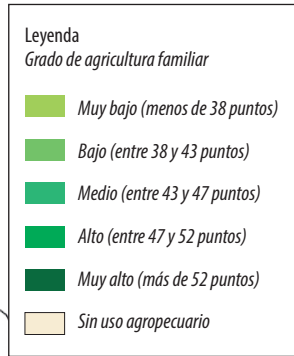 Leyenda
Grado de agricultura familiar
Muy bajo (menos de 38 puntos)
Bajo (entre 38 y 43 puntos)
Medio (entre 43 y 47 puntos)
Alto (entre 47 y 52 puntos)
Muy alto (más de 52 puntos)
Sin uso agropecuario